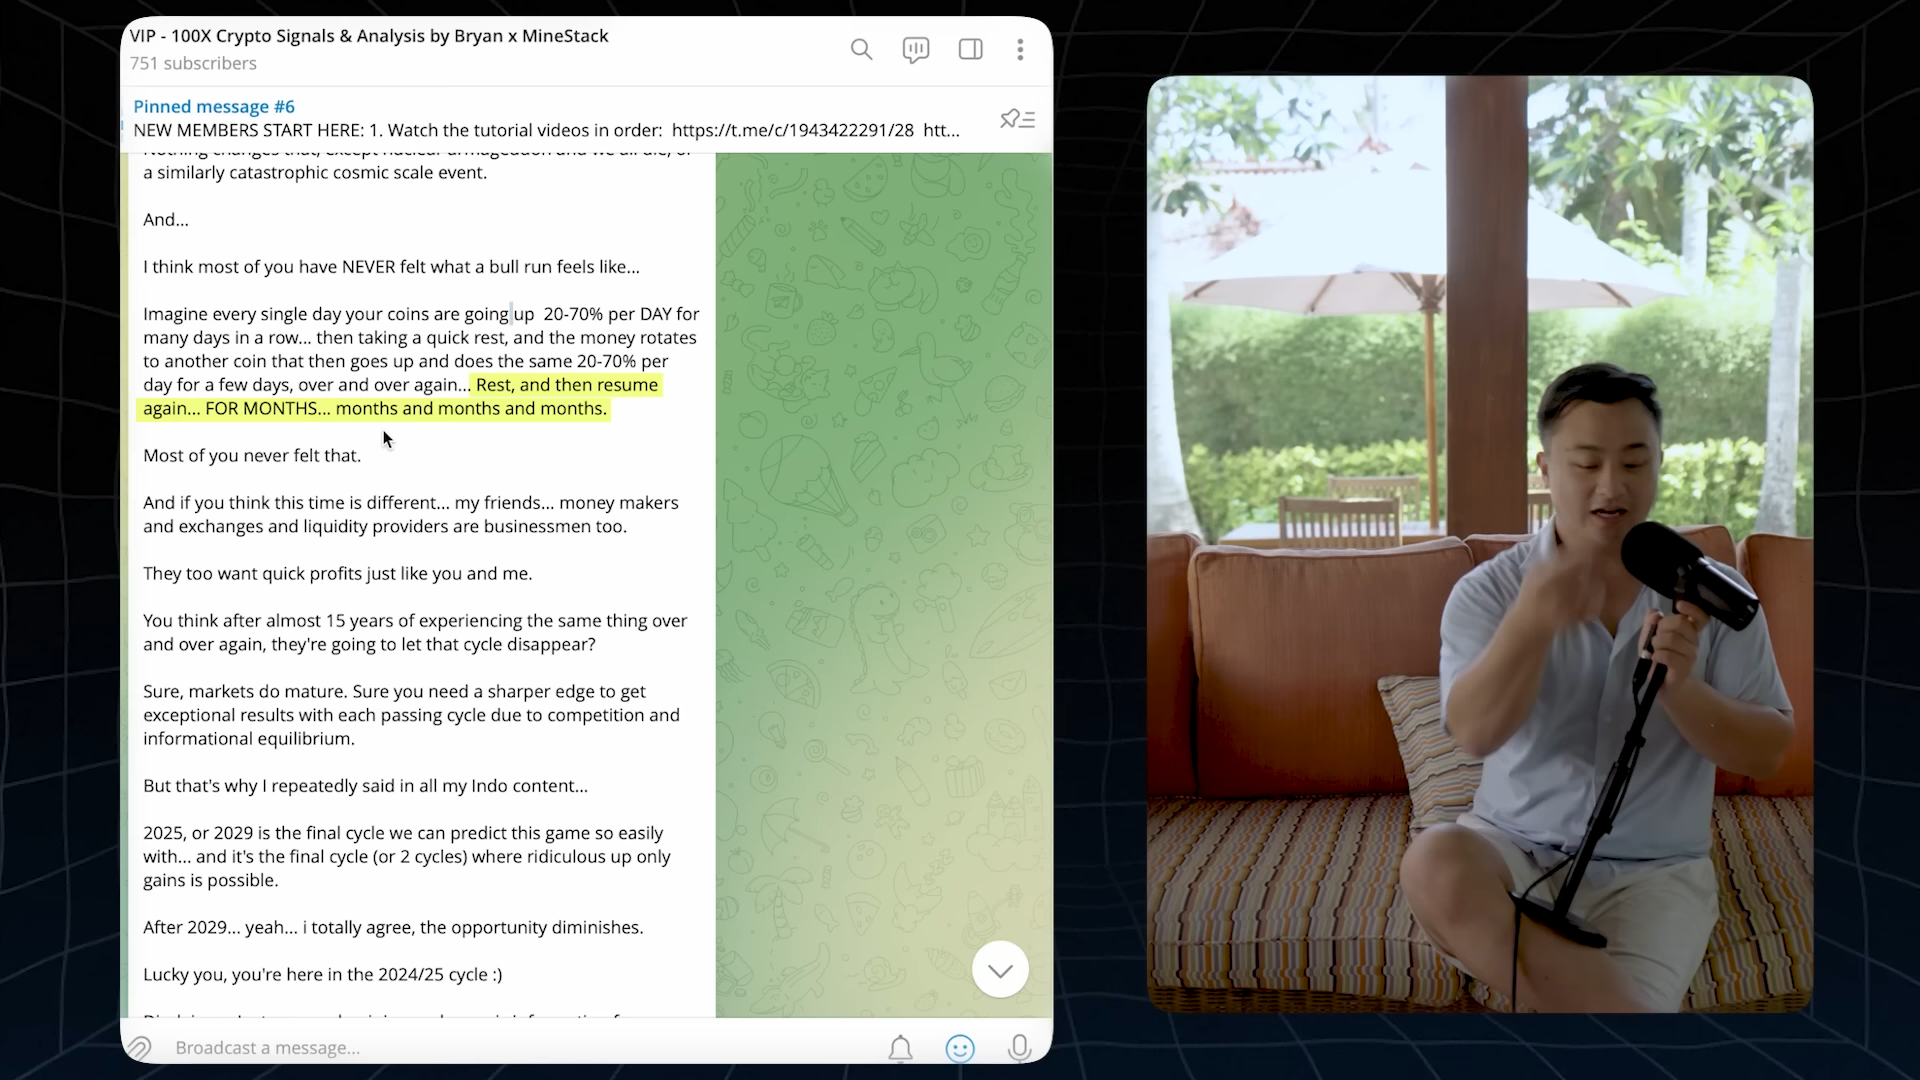 VIP - 100X Crypto Signals & Analysis by Bryan x MineStack
751 subscribers
Pinned message #6
NEW MEMBERS START HERE: 1. Watch the tutorial videos in order:  https://t.me/c/1943422291/28  htt...
Nothing changes that, except nuclear armageddon and we all die, or
a similarly catastrophic cosmic scale event.
And...
I think most of you have NEVER felt what a bull run feels like...
Imagine every single day your coins are going up  20-70% per DAY for
many days in a row... then taking a quick rest, and the money rotates
to another coin that then goes up and does the same 20-70% per
day for a few days, over and over again... Rest, and then resume
again... FOR MONTHS... months and months and months.
Most of you never felt that.
And if you think this time is different... my friends... money makers
and exchanges and liquidity providers are businessmen too.
They too want quick profits just like you and me.
You think after almost 15 years of experiencing the same thing over
and over again, they're going to let that cycle disappear?
Sure, markets do mature. Sure you need a sharper edge to get
exceptional results with each passing cycle due to competition and
informational equilibrium.
But that's why I repeatedly said in all my Indo content...
2025, or 2029 is the final cycle we can predict this game so easily
with... and it's the final cycle (or 2 cycles) where ridiculous up only
gains is possible.
After 2029... yeah... i totally agree, the opportunity diminishes.
Lucky you, you're here in the 2024/25 cycle :)
Broadcast a message...